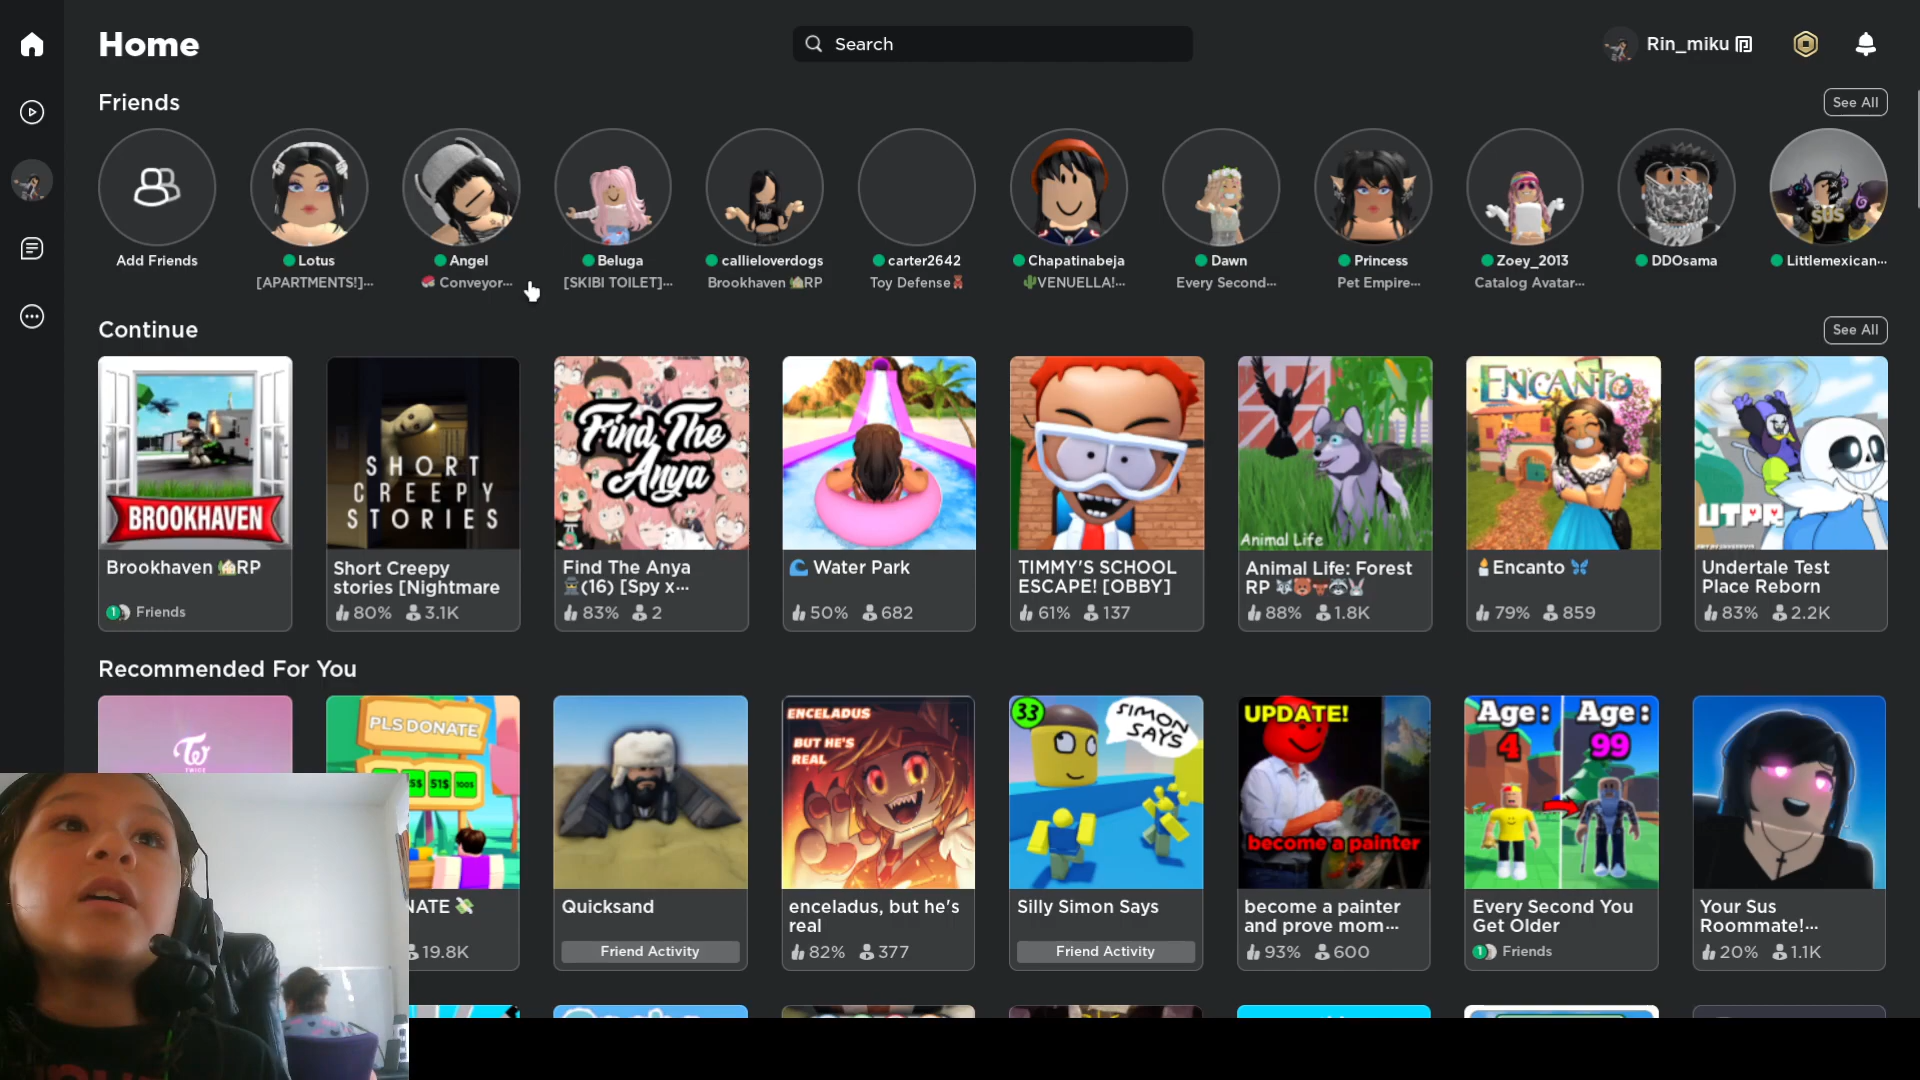 Home
Search
Rin_miku
Friends
See All
Add Friends
Lotus
[APARTMENTS!]...
Angel
Conveyor...
Beluga
[SKIBI TOILET]...
callieloverdogs
Brookhaven 🏡RP
carter2642
Toy Defense🧸
Chapatinabeja
🌵VENUELLA!...
Dawn
Every Second...
Princess
Pet Empire...
Zoey_2013
Catalog Avatar...
DDOsama
SUS
Littlemexican...
Continue
See All
BROOKHAVEN
Brookhaven 🏡RP
1 Friends
SHORT
CREEPY
STORIES
Short Creepy
stories [Nightmare
80% 3.1K
Find The
Anya
Find The Anya
(16) [Spy x...
83% 2
🌊 Water Park
50% 682
TIMMY'S SCHOOL
ESCAPE! [OBBY]
61% 137
Animal Life
Animal Life: Forest
RP 🐺🐻🦝🐰
88% 1.8K
ENCANTO
🕯️Encanto 🦋
79% 859
UTPR
Undertale Test
Place Reborn
83% 2.2K
Recommended For You
TWICE
PLS DONATE
51$ 100$
NATE 💸
19.8K
Quicksand
Friend Activity
ENCELADUS
BUT HE'S
REAL
enceladus, but he's
real
82% 377
33
SIMON
SAYS
Silly Simon Says
Friend Activity
UPDATE!
become a painter
become a painter
and prove mom...
93% 600
Age: Age:
4 99
Every Second You
Get Older
1 Friends
Your Sus
Roommate!...
20% 1.1K